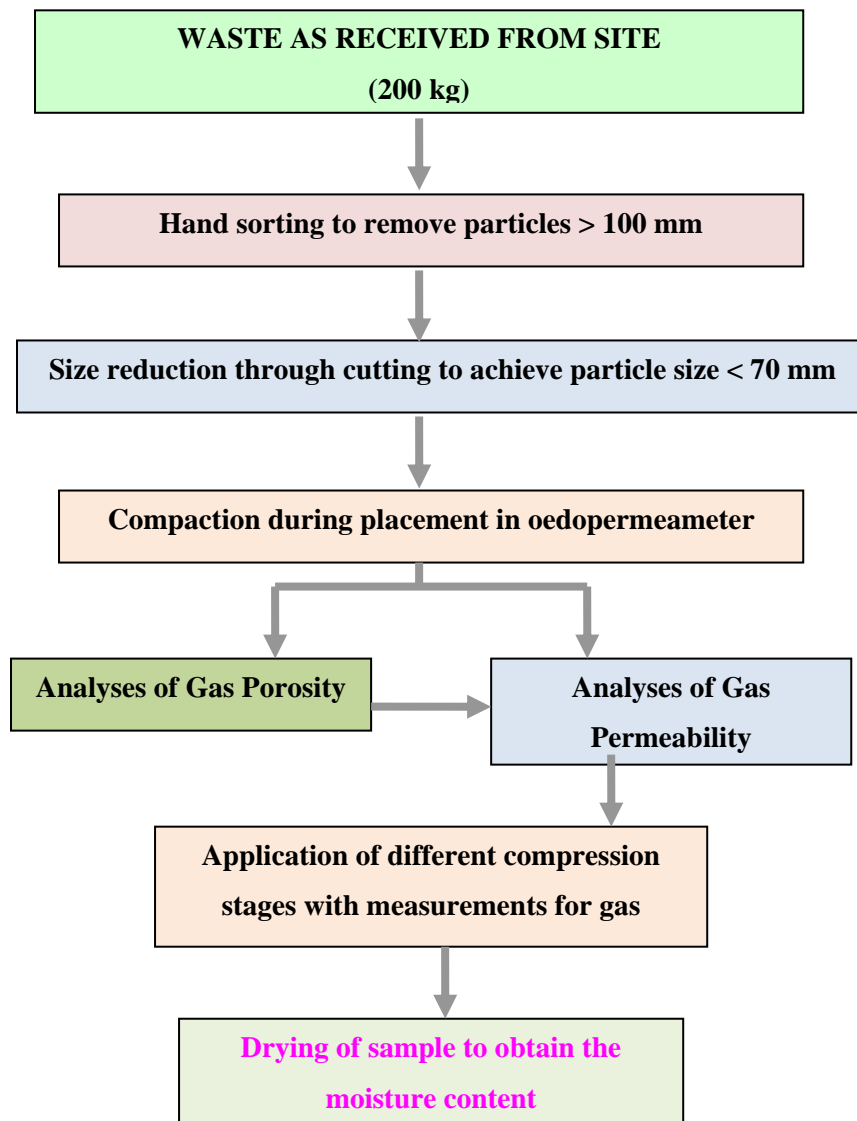 WASTE AS RECEIVED FROM SITE
(200 kg)
Hand sorting to remove particles > 100 mm
Size reduction through cutting to achieve particle size < 70 mm
Compaction during placement in oedopermeameter
Analyses of Gas Porosity
Analyses of Gas
Permeability
Application of different compression
stages with measurements for gas
Drying of sample to obtain the
moisture content